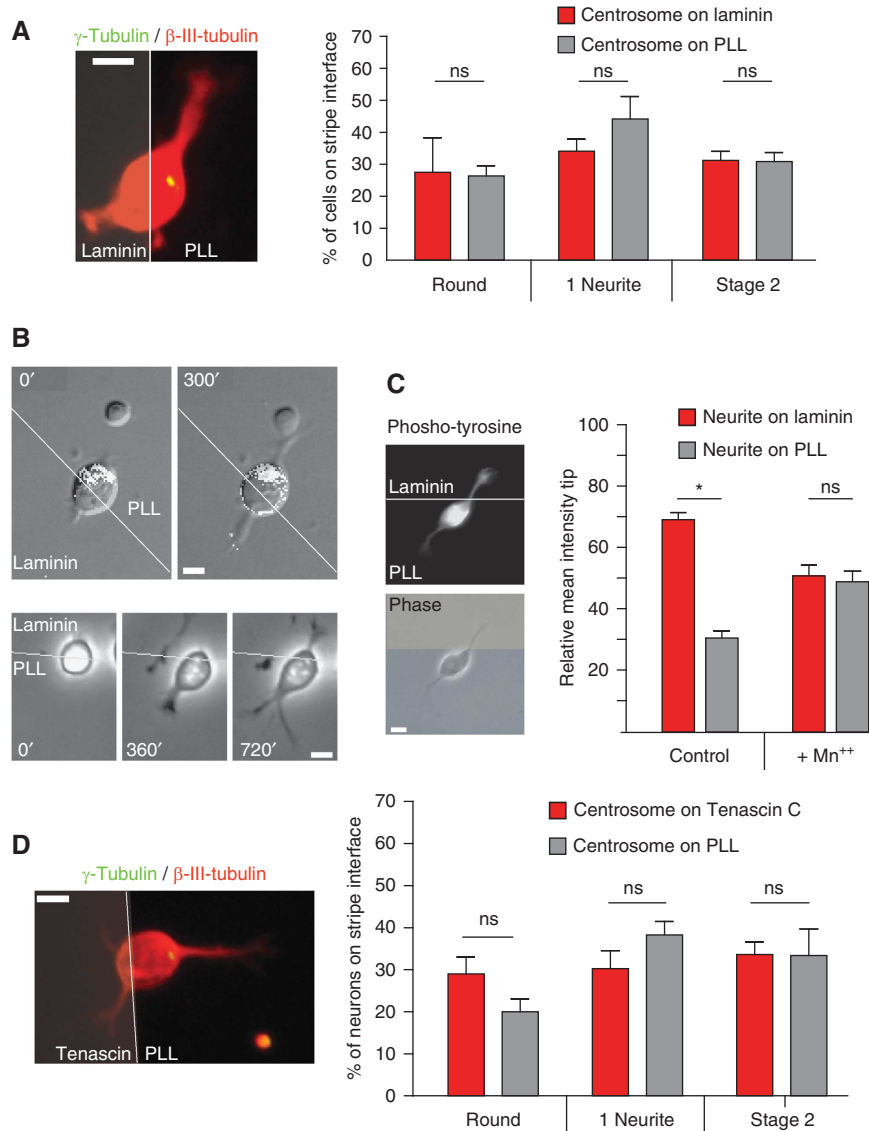 A
γ-Tubulin / β-III-tubulin
Laminin
PLL
Centrosome on laminin
Centrosome on PLL
% of cells on stripe interface
70
60
50
40
30
20
10
0
ns
ns
ns
Round
1 Neurite
Stage 2
B
0′
300′
PLL
Laminin
Laminin
PLL
0′
360′
720′
C
Phosho-tyrosine
Laminin
PLL
Phase
Neurite on laminin
Neurite on PLL
Relative mean intensity tip
100
80
60
40
20
*
ns
Control
+ Mn++
D
γ-Tubulin / β-III-tubulin
Tenascin
PLL
Centrosome on Tenascin C
Centrosome on PLL
% of neurons on stripe interface
70
60
50
40
30
20
10
0
ns
ns
ns
Round
1 Neurite
Stage 2